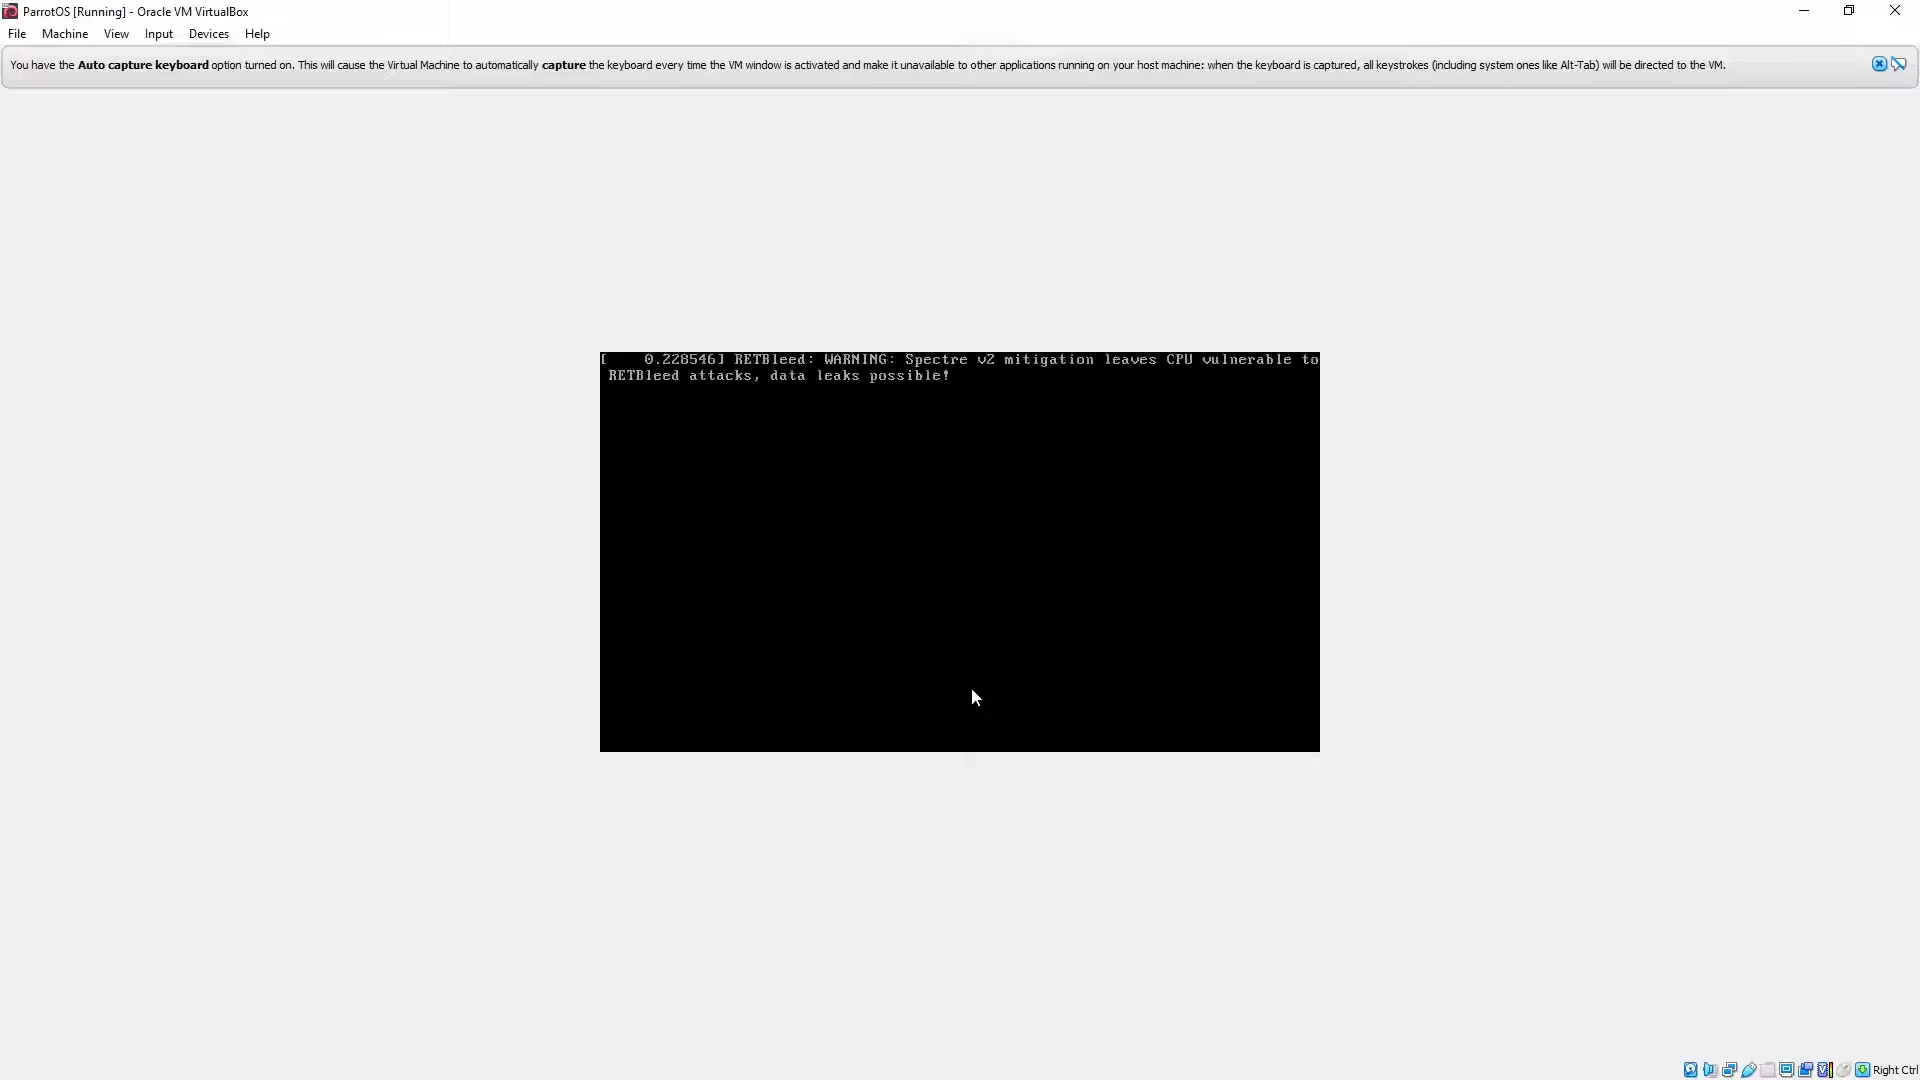 ParrotOS [Running] - Oracle VM VirtualBox
File Machine View Input Devices Help
You have the Auto capture keyboard option turned on. This will cause the Virtual Machine to automatically capture the keyboard every time the VM window is activated and make it unavailable to other applications running on your host machine: when the keyboard is captured, all keystrokes (including system ones like Alt-Tab) will be directed to the VM.
[    0.228546] RETBleed: WARNING: Spectre v2 mitigation leaves CPU vulnerable to
RETBleed attacks, data leaks possible!
Right Ctrl